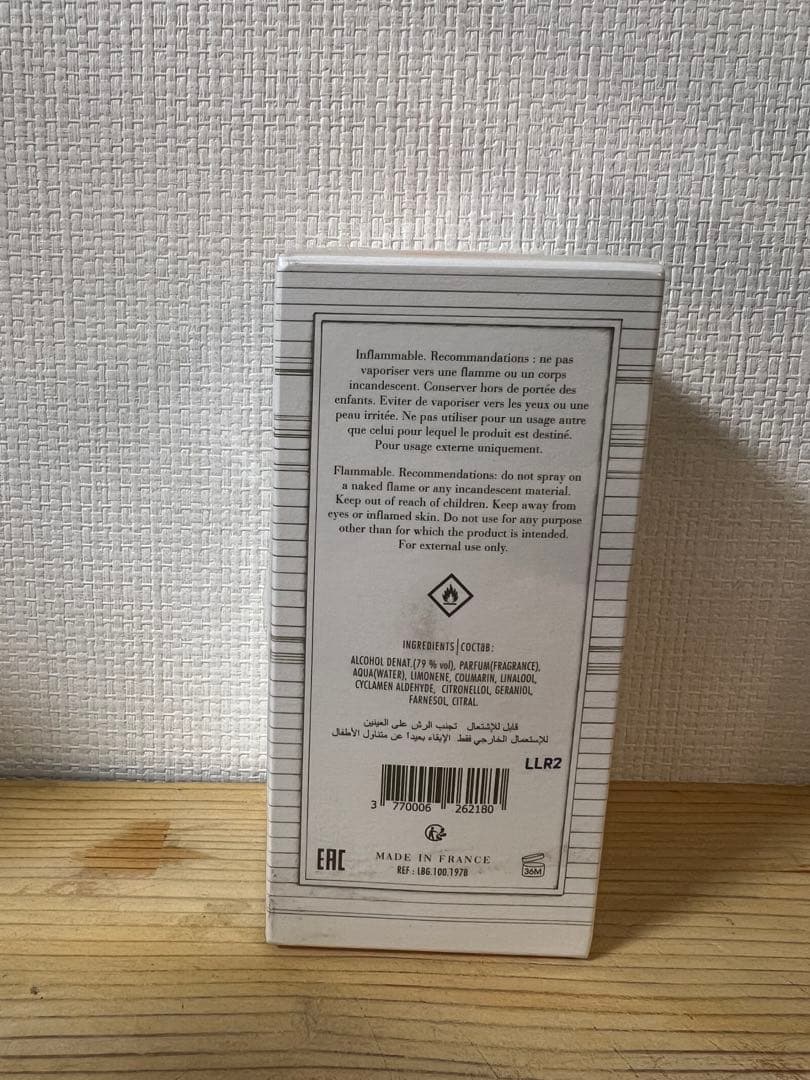 Inflammable. Recommandations : ne pas
vaporiser vers une flamme ou un corps
incandescent. Conserver hors de portée des
enfants. Eviter de vaporiser vers les yeux ou une
peau irritée. Ne pas utiliser pour un usage autre
que celui pour lequel le produit est destiné.
Pour usage externe uniquement.
Flammable. Recommendations: do not spray on
a naked flame or any incandescent material.
Keep out of reach of children. Keep away from
eyes or inflamed skin. Do not use for any purpose
other than for which the product is intended.
For external use only.
INGREDIENTS | СОСТАВ:
ALCOHOL DENAT.(79 % vol), PARFUM(FRAGRANCE),
AQUA(WATER), LIMONENE, COUMARIN, LINALOOL,
CYCLAMEN ALDEHYDE, CITRONELLOL, GERANIOL,
FARNESOL, CITRAL.
قابل للإشتعال تجنب الرش على العينين
للإستعمال الخارجي فقط. الإبقاء بعيداً عن متناول الأطفال
LLR2
3 770006 262180
EAC
MADE IN FRANCE
REF : LBG.100.1978
36M